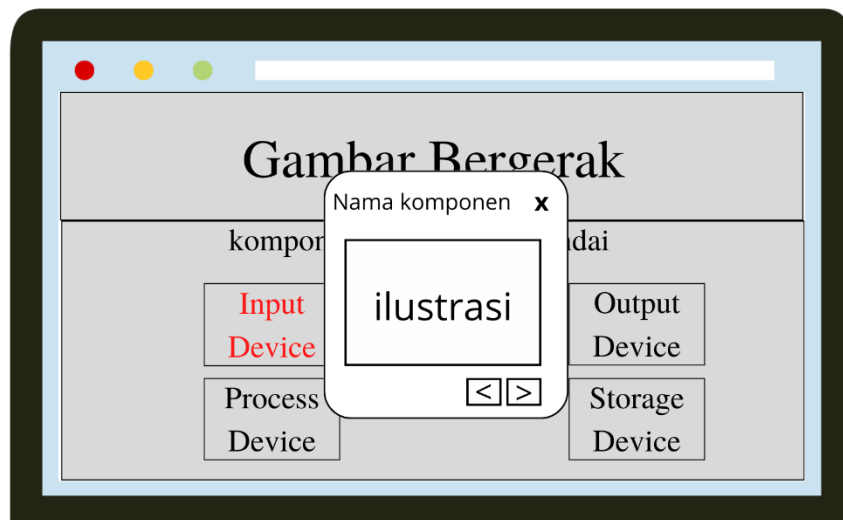 Gambar Bergerak
Nama komponen x
kompon
dai
ilustrasi
Input
Device
Output
Device
< >
Process
Device
Storage
Device